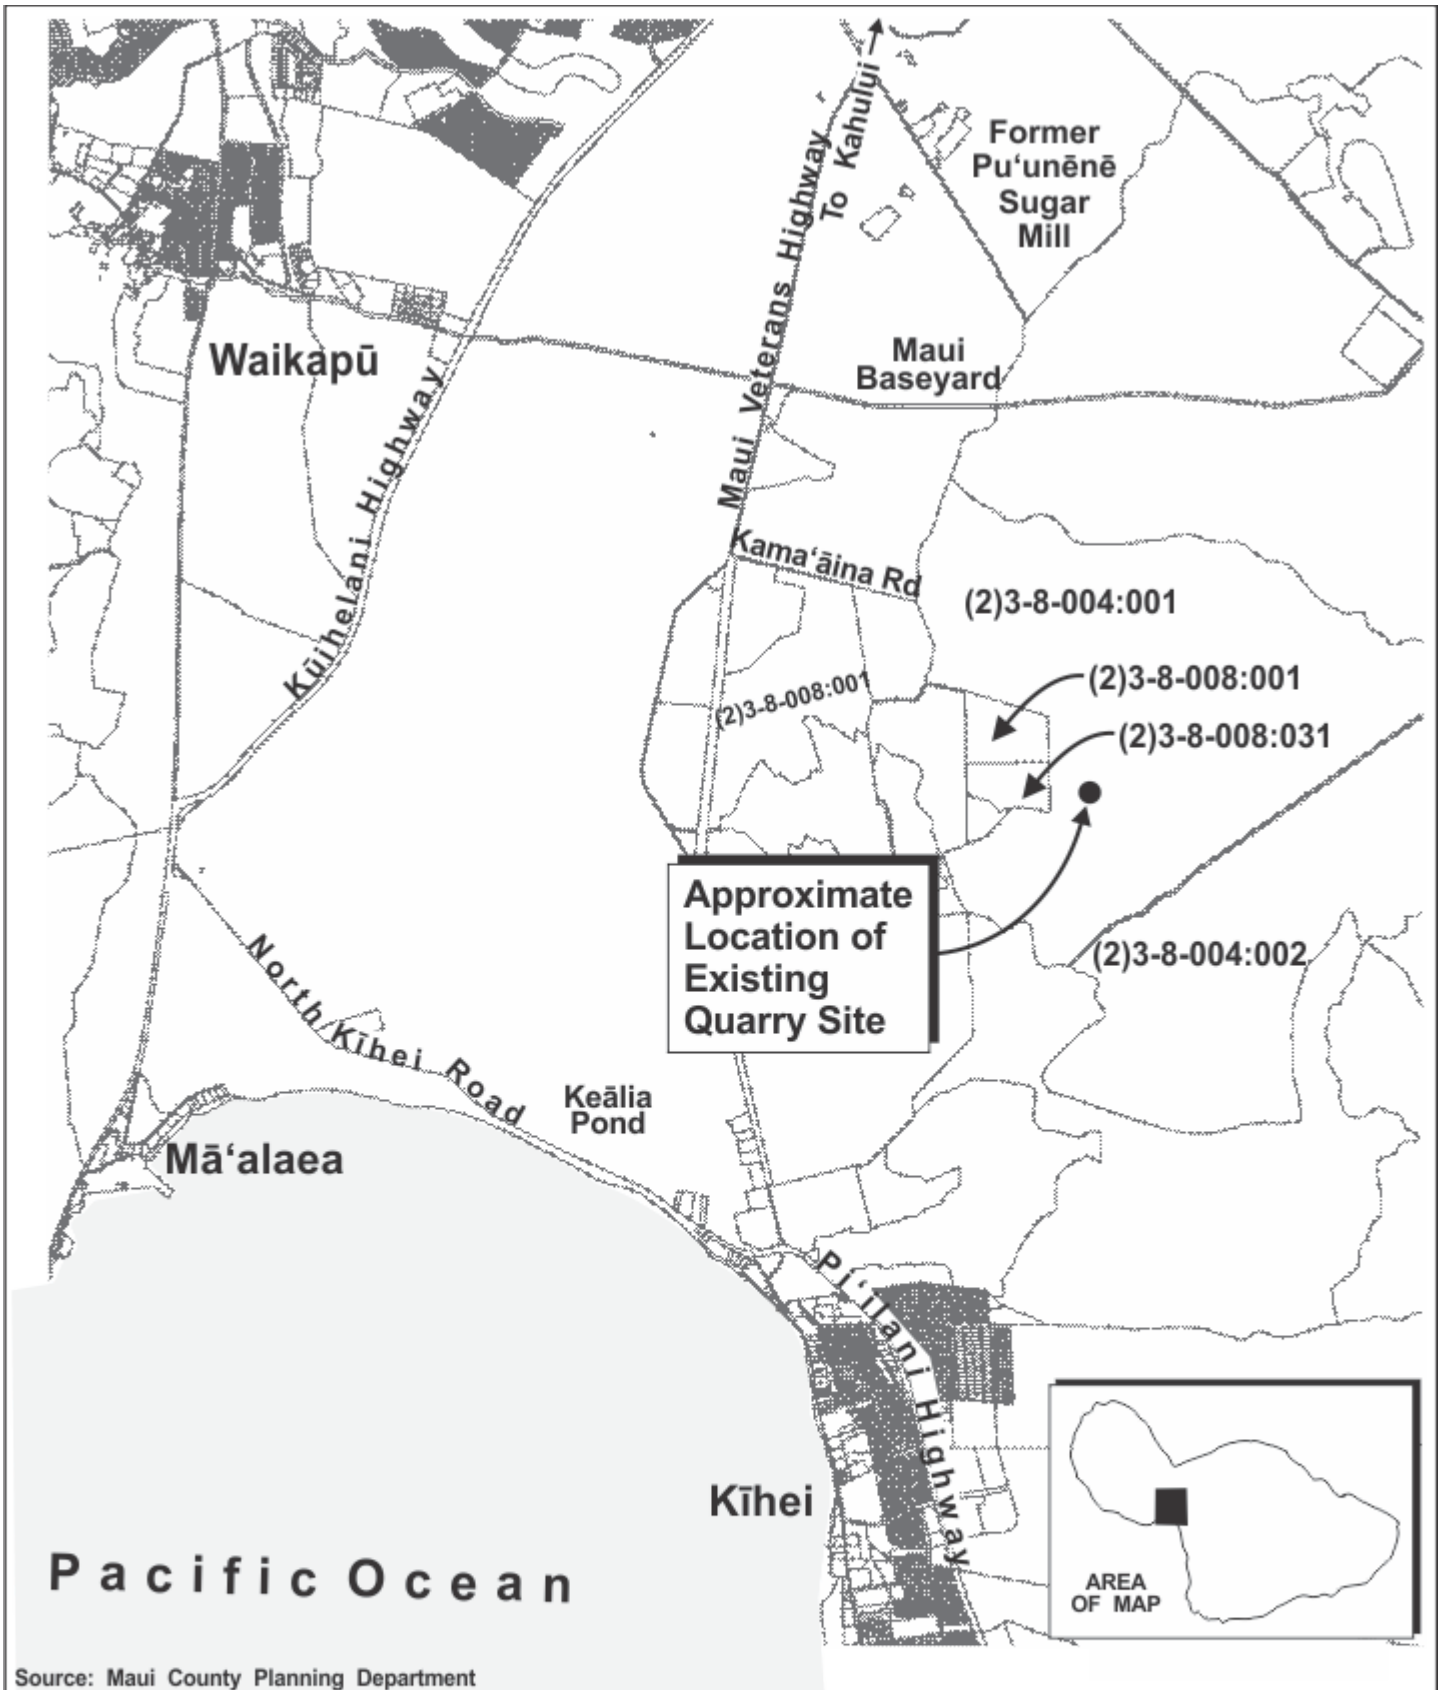 To Kahului
Former
Pu‘unēnē
Sugar
Mill
Maui Veterans Highway
Waikapū
Maui
Baseyard
Kūihelani Highway
Kama‘āina Rd
(2)3-8-004:001
(2)3-8-008:001
(2)3-8-008:001
(2)3-8-008:031
Approximate
Location of
Existing
Quarry Site
(2)3-8-004:002
North Kīhei Road
Keālia
Pond
Mā‘alaea
Pi‘ilani Highway
Kīhei
Pacific Ocean
AREA
OF MAP
Source: Maui County Planning Department